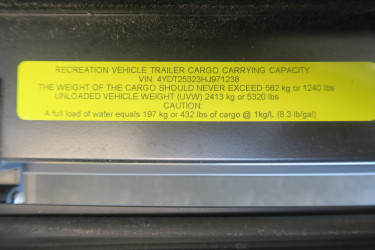 RECREATION VEHICLE TRAILER CARGO CARRYING CAPACITY
VIN: 4YDT25323HJ971238
THE WEIGHT OF THE CARGO SHOULD NEVER EXCEED 562 kg or 1240 lbs
UNLOADED VEHICLE WEIGHT (UVW) 2413 kg or 5320 lbs
CAUTION:
A full load of water equals 197 kg or 432 lbs of cargo @ 1kg/L (8.3 lb/gal)